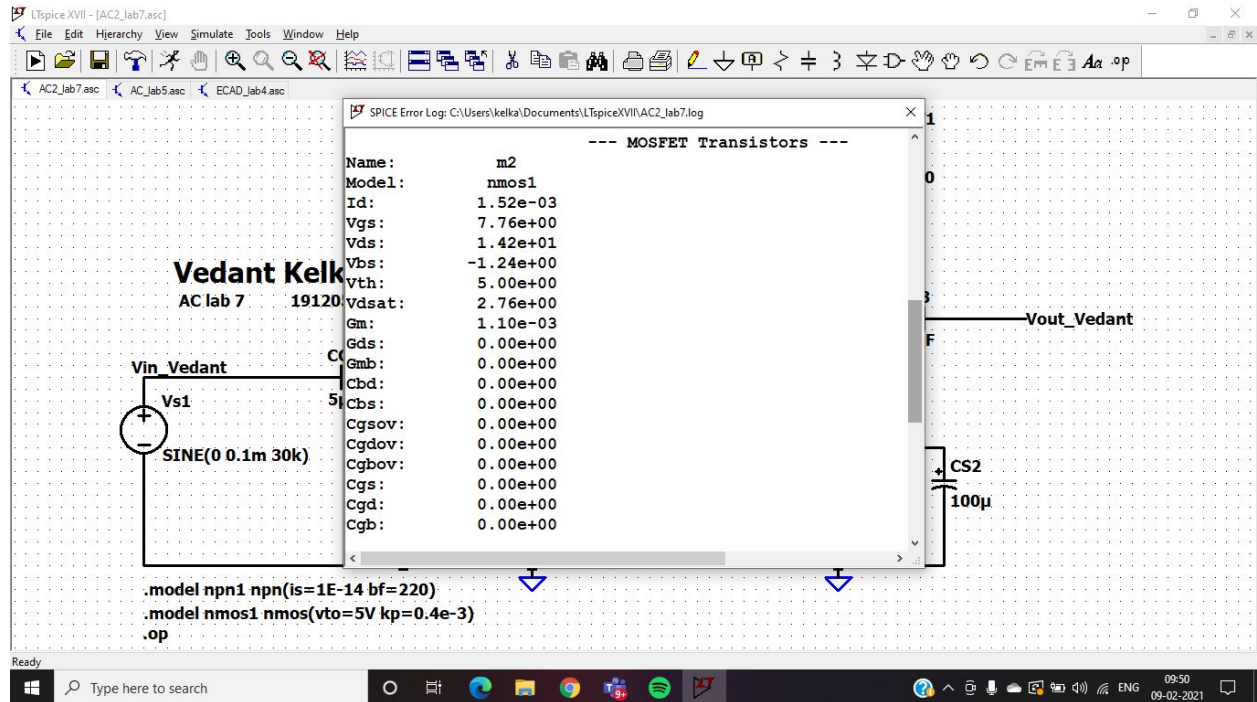 LTspice XVII - [AC2_lab7.asc]
File Edit Hierarchy View Simulate Tools Window Help
Aa .op
AC2_lab7.asc AC_lab5.asc ECAD_lab4.asc
SPICE Error Log: C:\Users\kelka\Documents\LTspiceXVII\AC2_lab7.log
--- MOSFET Transistors ---
Name: m2
Model: nmos1
Id: 1.52e-03
Vgs: 7.76e+00
Vds: 1.42e+01
Vbs: -1.24e+00
Vth: 5.00e+00
Vdsat: 2.76e+00
Gm: 1.10e-03
Gds: 0.00e+00
Gmb: 0.00e+00
Cbd: 0.00e+00
Cbs: 0.00e+00
Cgsov: 0.00e+00
Cgdov: 0.00e+00
Cgbov: 0.00e+00
Cgs: 0.00e+00
Cgd: 0.00e+00
Cgb: 0.00e+00
1
0
Vedant Kelk
AC lab 7 19120
Vout_Vedant
F
Vin_Vedant
Vs1
5
SINE(0 0.1m 30k)
CS2
100µ
.model npn1 npn(is=1E-14 bf=220)
.model nmos1 nmos(vto=5V kp=0.4e-3)
.op
Ready
Type here to search
9+
ENG
09:50
09-02-2021